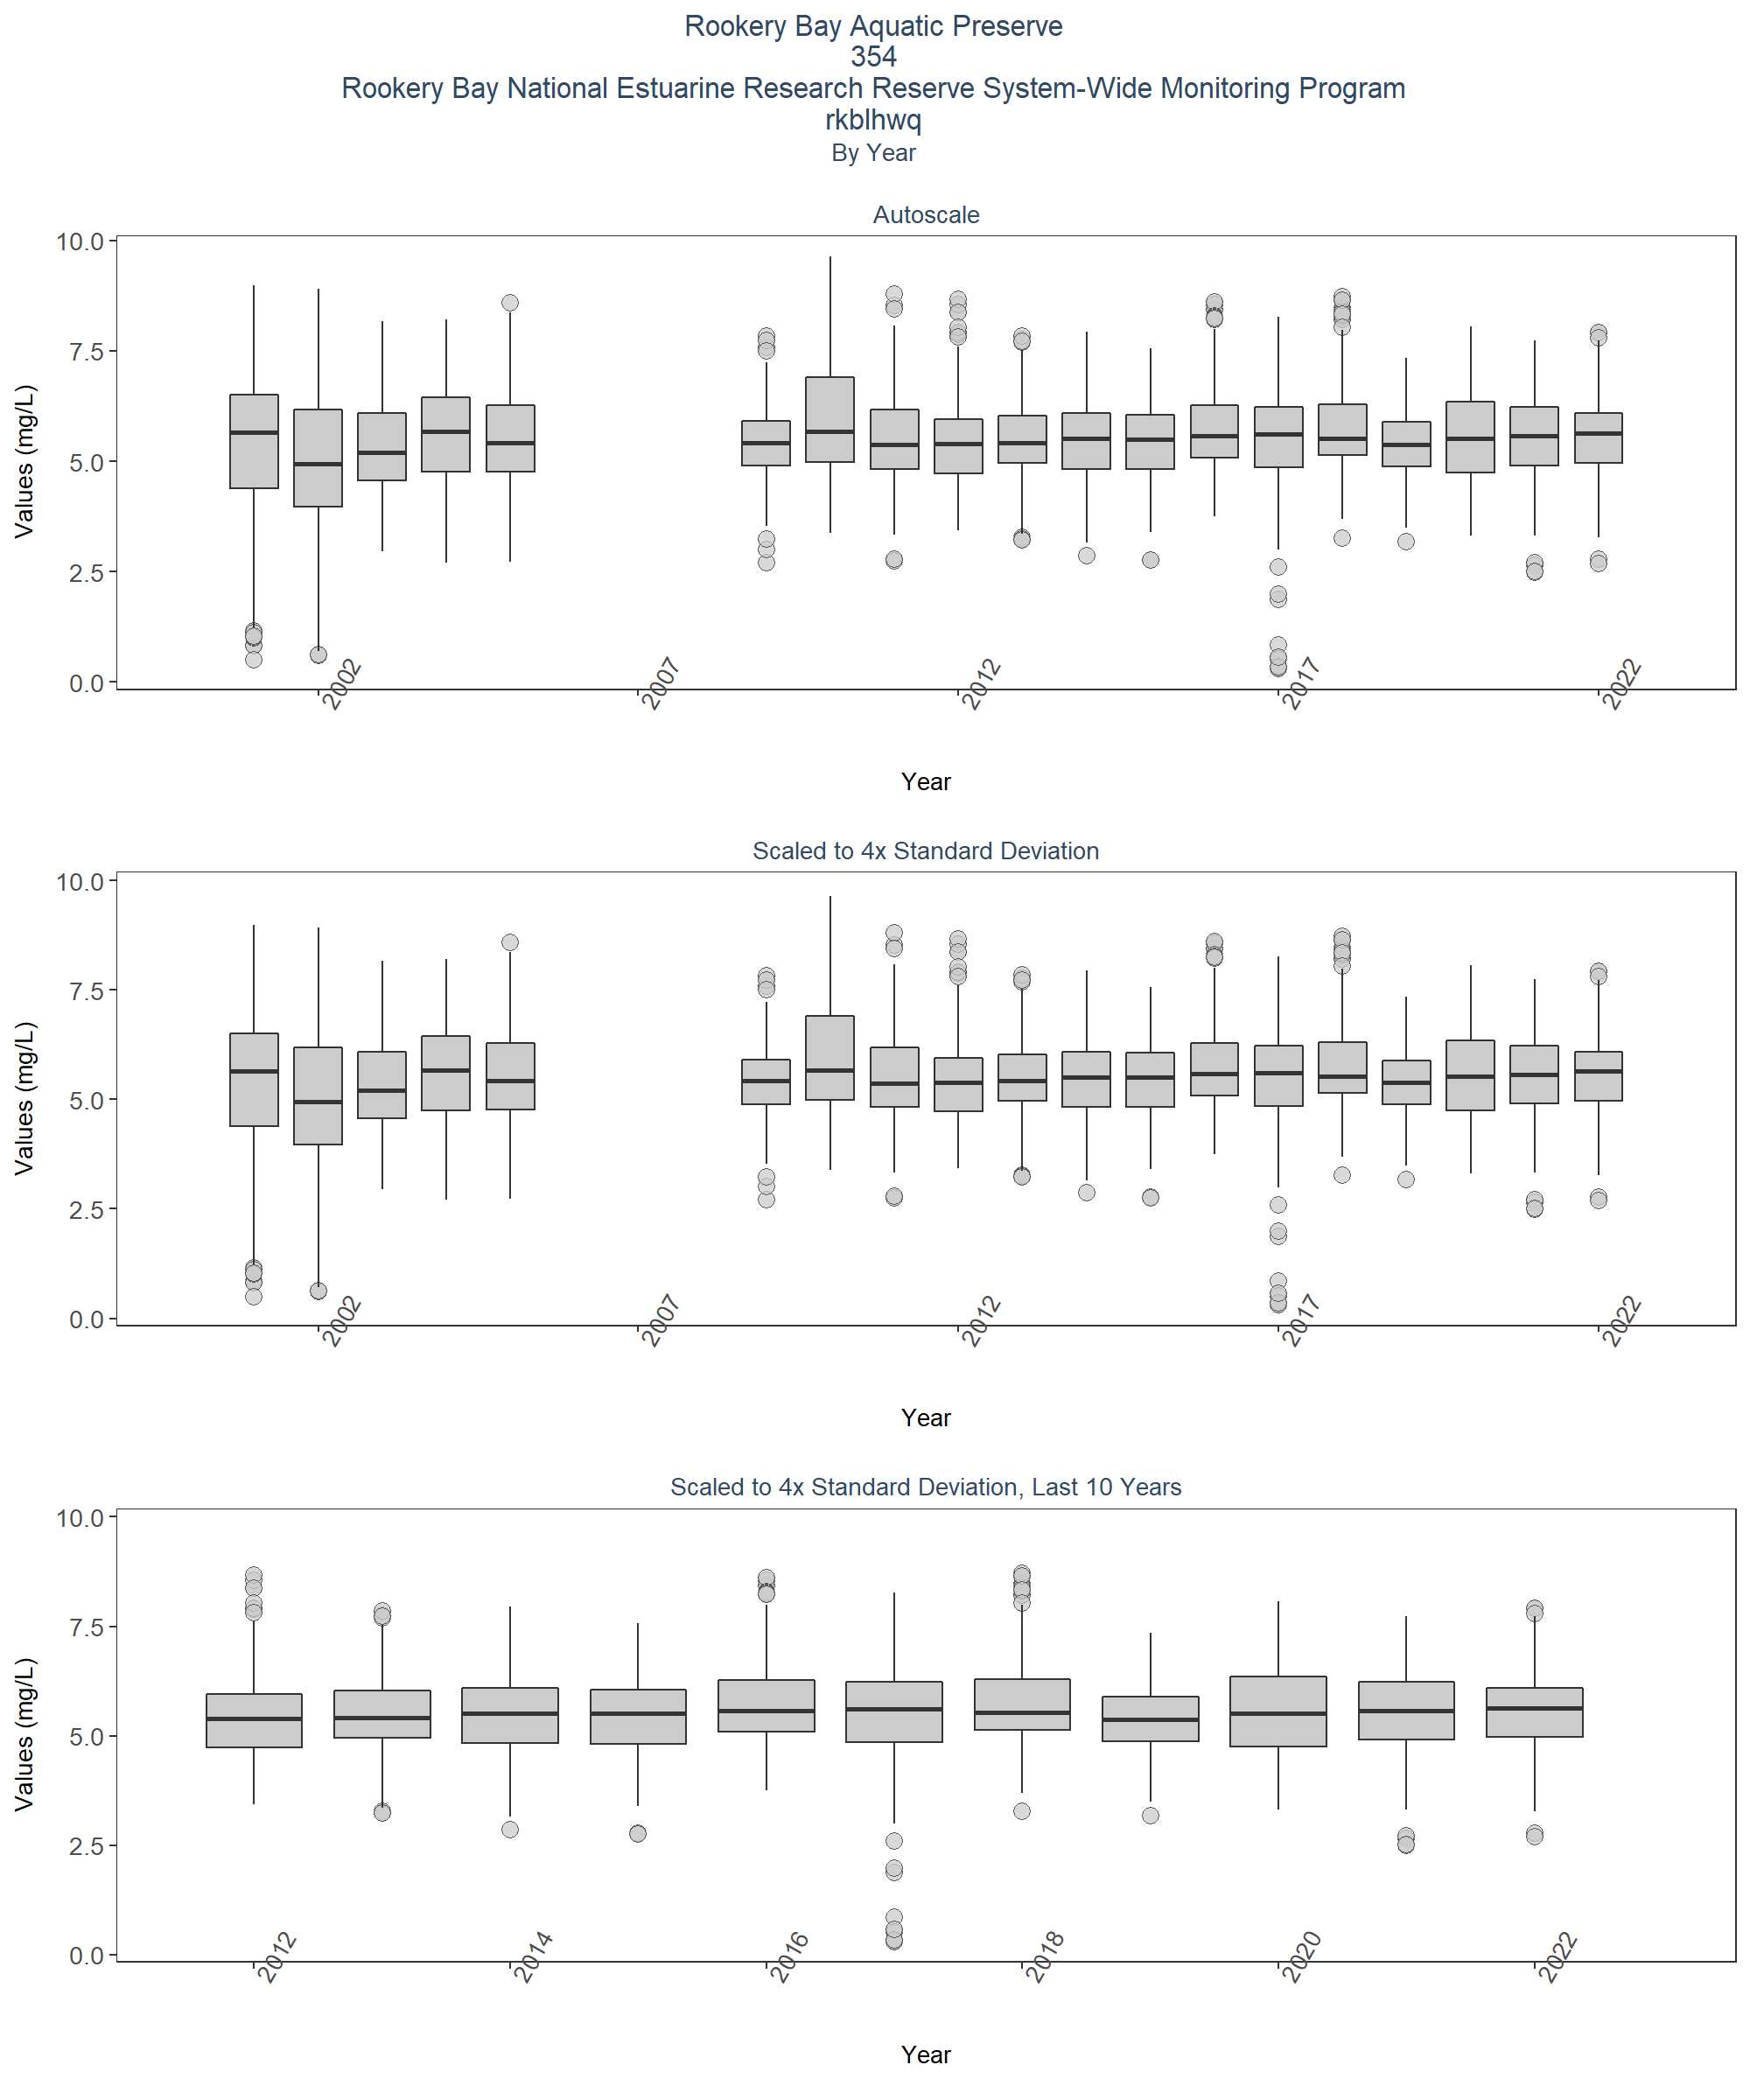 Rookery Bay Aquatic Preserve
354
Rookery Bay National Estuarine Research Reserve System-Wide Monitoring Program
rkblhwq
By Year
Autoscale
Values (mg/L)
10.0
7.5
5.0
2.5
0.0
2002
2007
2012
2017
2022
Year
Scaled to 4x Standard Deviation
Values (mg/L)
10.0
7.5
5.0
2.5
0.0
2002
2007
2012
2017
2022
Year
Scaled to 4x Standard Deviation, Last 10 Years
Values (mg/L)
10.0
7.5
5.0
2.5
0.0
2012
2014
2016
2018
2020
2022
Year